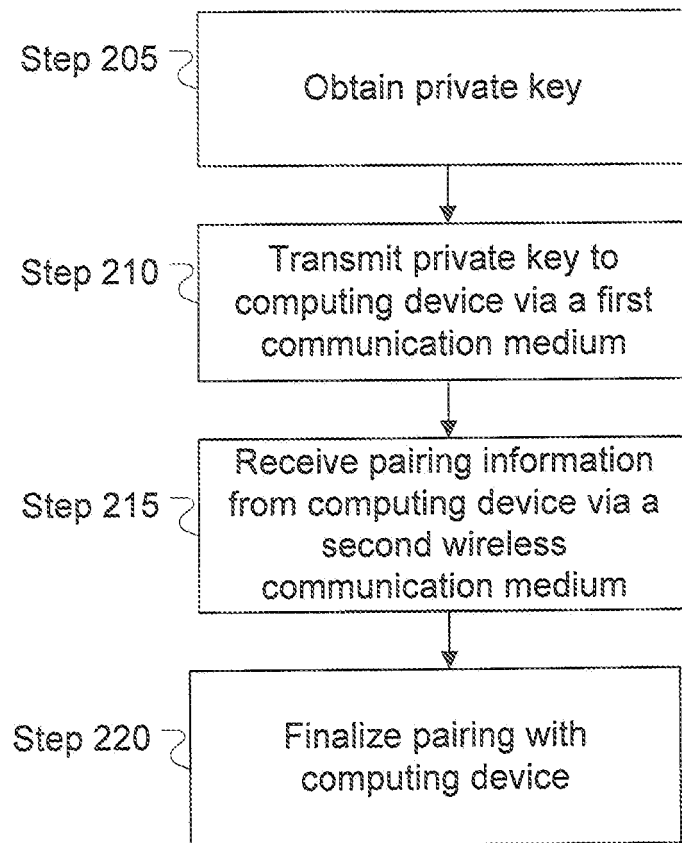 Step 205
Obtain private key
Step 210
Transmit private key to
computing device via a first
communication medium
Step 215
Receive pairing information
from computing device via a
second wireless
communication medium
Step 220
Finalize pairing with
computing device